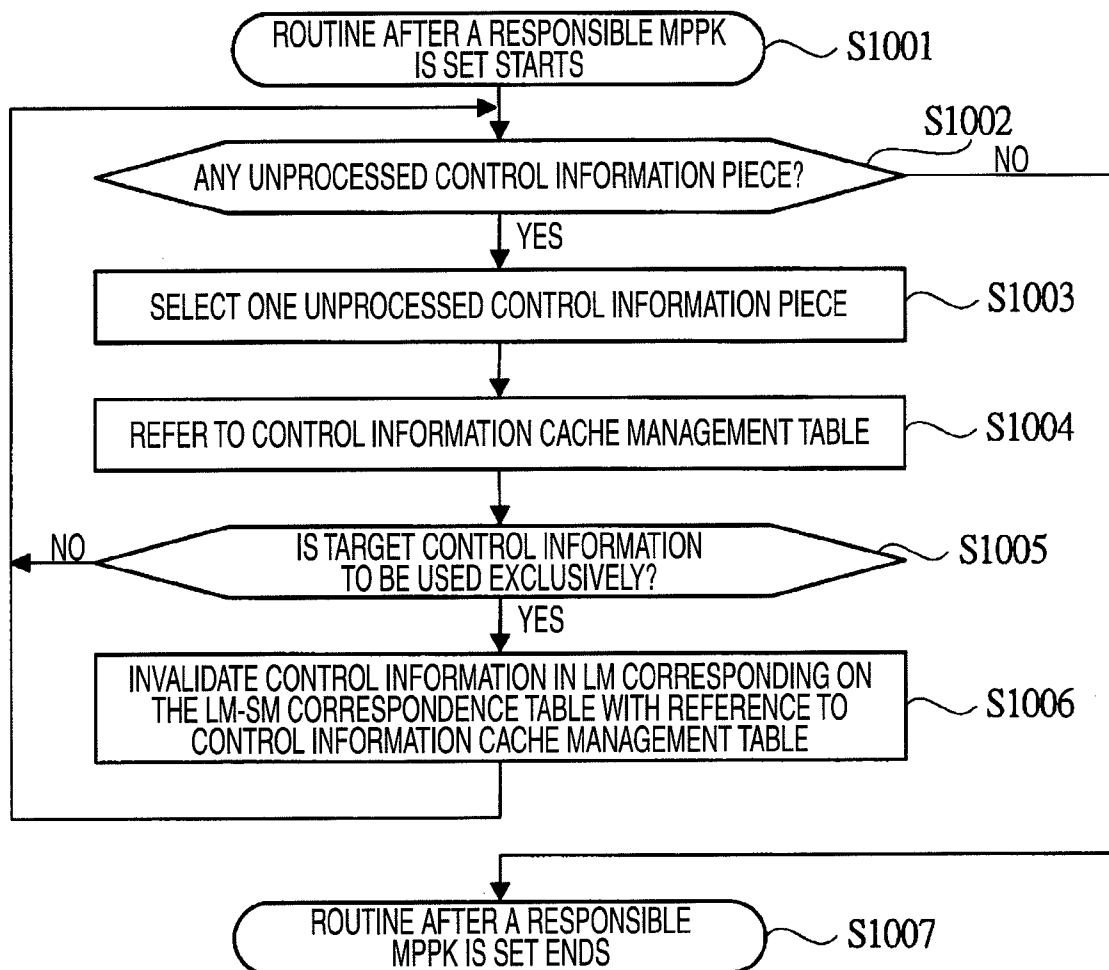 ROUTINE AFTER A RESPONSIBLE MPPK
IS SET STARTS
S1001
S1002
ANY UNPROCESSED CONTROL INFORMATION PIECE?
NO
YES
SELECT ONE UNPROCESSED CONTROL INFORMATION PIECE
S1003
REFER TO CONTROL INFORMATION CACHE MANAGEMENT TABLE
S1004
NO
IS TARGET CONTROL INFORMATION
TO BE USED EXCLUSIVELY?
S1005
YES
INVALIDATE CONTROL INFORMATION IN LM CORRESPONDING ON
THE LM-SM CORRESPONDENCE TABLE WITH REFERENCE TO
CONTROL INFORMATION CACHE MANAGEMENT TABLE
S1006
ROUTINE AFTER A RESPONSIBLE
MPPK IS SET ENDS
S1007